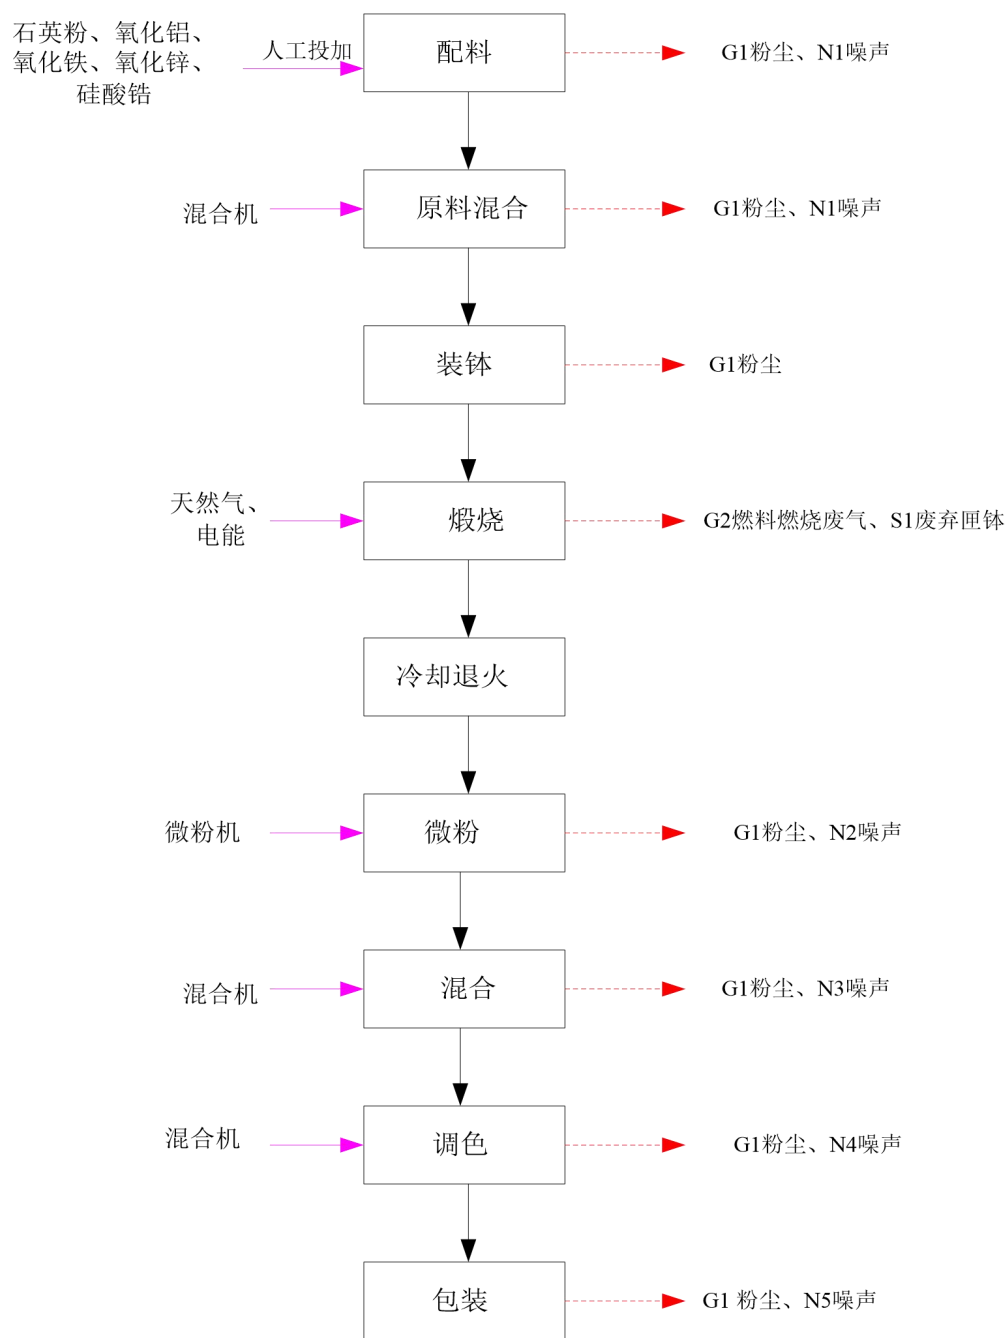 石英粉、氧化铝、
氧化铁、氧化锌、
硅酸锆
人工投加
配料
G1粉尘、N1噪声
混合机
原料混合
G1粉尘、N1噪声
装钵
G1粉尘
天然气、
电能
煅烧
G2燃料燃烧废气、S1废弃匣钵
冷却退火
微粉机
微粉
G1粉尘、N2噪声
混合机
混合
G1粉尘、N3噪声
混合机
调色
G1粉尘、N4噪声
包装
G1 粉尘、N5噪声